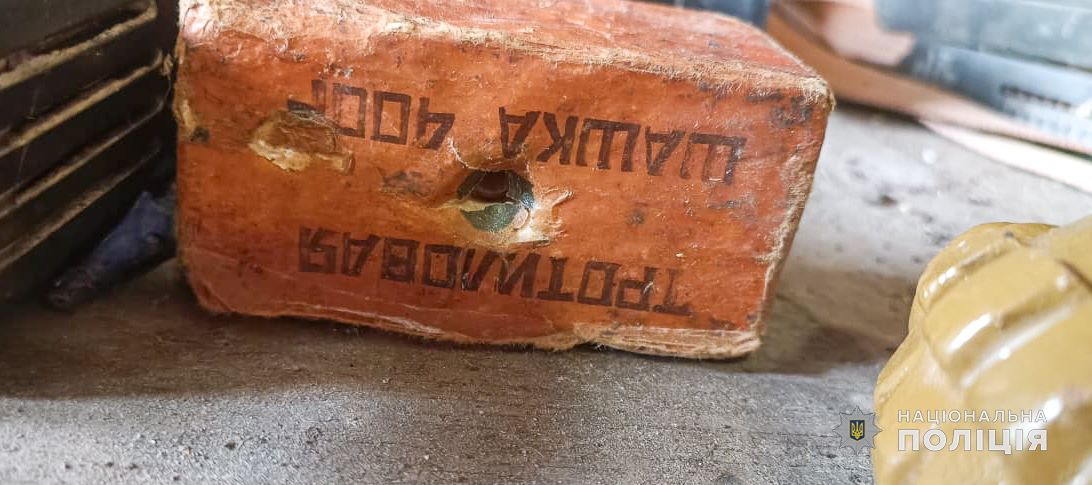 ТРОТИЛОВАЯ
ШАШКА 400Г
НАЦІОНАЛЬНА
ПОЛІЦІЯ